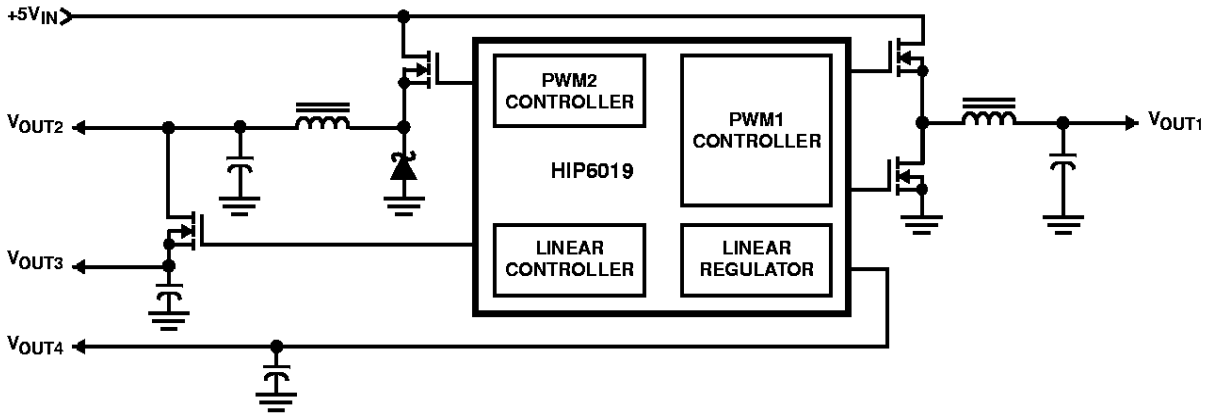 +5VIN
PWM2
CONTROLLER
PWM1
CONTROLLER
HIP6019
LINEAR
CONTROLLER
LINEAR
REGULATOR
VOUT2
VOUT1
VOUT3
VOUT4